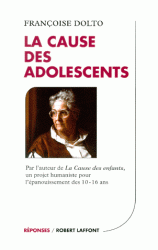 FRANÇOISE DOLTO
LA CAUSE
DES
ADOLESCENTS
Par l'auteur de La Cause des enfants,
un projet humaniste pour
l'épanouissement des 10-16 ans
RÉPONSES / ROBERT LAFFONT